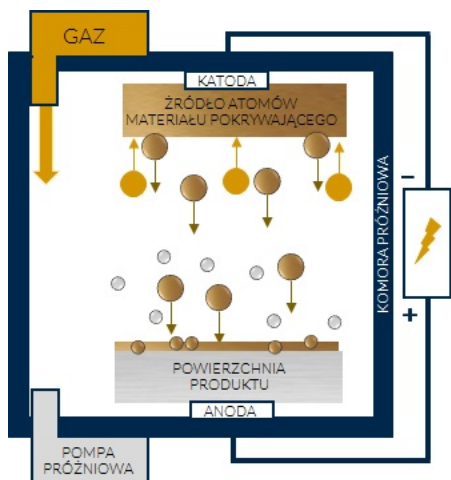 GAZ
KATODA
ŹRÓDŁO ATOMÓW
MATERIAŁU POKRYWAJĄCEGO
KOMORA PRÓŻNIOWA
–
+
POWIERZCHNIA
PRODUKTU
ANODA
POMPA
PRÓŻNIOWA